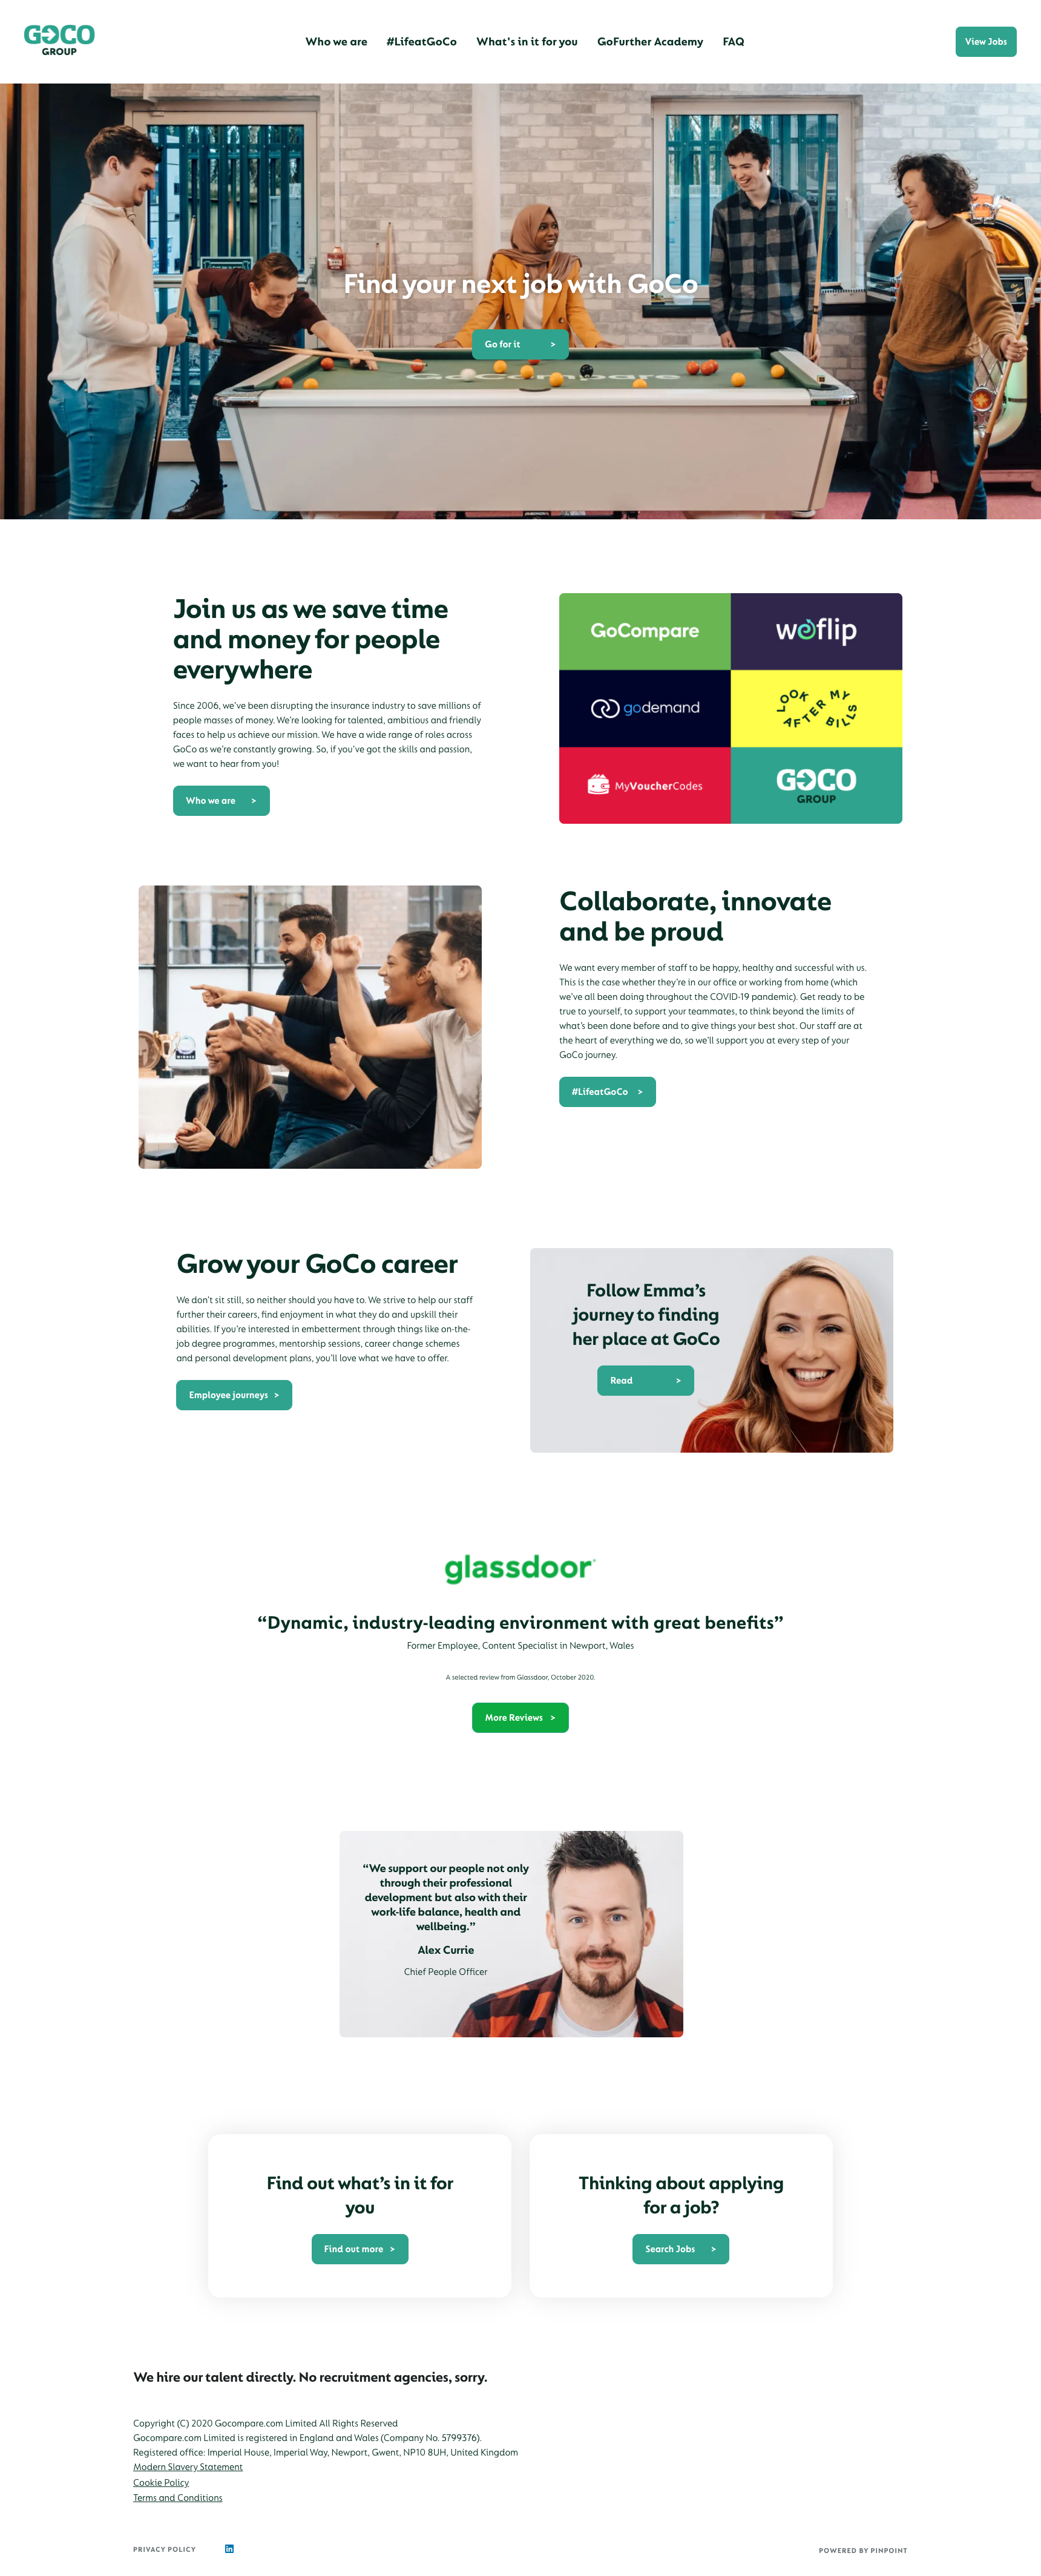 GOCO
GROUP
Who we are
#LifeatGoCo
What's in it for you
GoFurther Academy
FAQ
View Jobs
Find your next job with GoCo
Go for it >
GoCompare
Join us as we save time
and money for people
everywhere
Since 2006, we've been disrupting the insurance industry to save millions of
people masses of money. We're looking for talented, ambitious and friendly
faces to help us achieve our mission. We have a wide range of roles across
GoCo as we're constantly growing. So, if you've got the skills and passion,
we want to hear from you!
Who we are >
GoCompare
weflip
godemand
LOOK AFTER MY BILLS
MyVoucherCodes
GOCO
GROUP
WINNER
Collaborate, innovate
and be proud
We want every member of staff to be happy, healthy and successful with us.
This is the case whether they're in our office or working from home (which
we've all been doing throughout the COVID-19 pandemic). Get ready to be
true to yourself, to support your teammates, to think beyond the limits of
what's been done before and to give things your best shot. Our staff are at
the heart of everything we do, so we'll support you at every step of your
GoCo journey.
#LifeatGoCo >
Grow your GoCo career
We don't sit still, so neither should you have to. We strive to help our staff
further their careers, find enjoyment in what they do and upskill their
abilities. If you're interested in embetterment through things like on-the-
job degree programmes, mentorship sessions, career change schemes
and personal development plans, you'll love what we have to offer.
Employee journeys >
Follow Emma's
journey to finding
her place at GoCo
Read >
glassdoor
“Dynamic, industry-leading environment with great benefits”
Former Employee, Content Specialist in Newport, Wales
A selected review from Glassdoor, October 2020.
More Reviews >
“We support our people not only
through their professional
development but also with their
work-life balance, health and
wellbeing.”
Alex Currie
Chief People Officer
Find out what's in it for
you
Find out more >
Thinking about applying
for a job?
Search Jobs >
We hire our talent directly. No recruitment agencies, sorry.
Copyright (C) 2020 Gocompare.com Limited All Rights Reserved
Gocompare.com Limited is registered in England and Wales (Company No. 5799376).
Registered office: Imperial House, Imperial Way, Newport, Gwent, NP10 8UH, United Kingdom
Modern Slavery Statement
Cookie Policy
Terms and Conditions
PRIVACY POLICY
in
POWERED BY PINPOINT